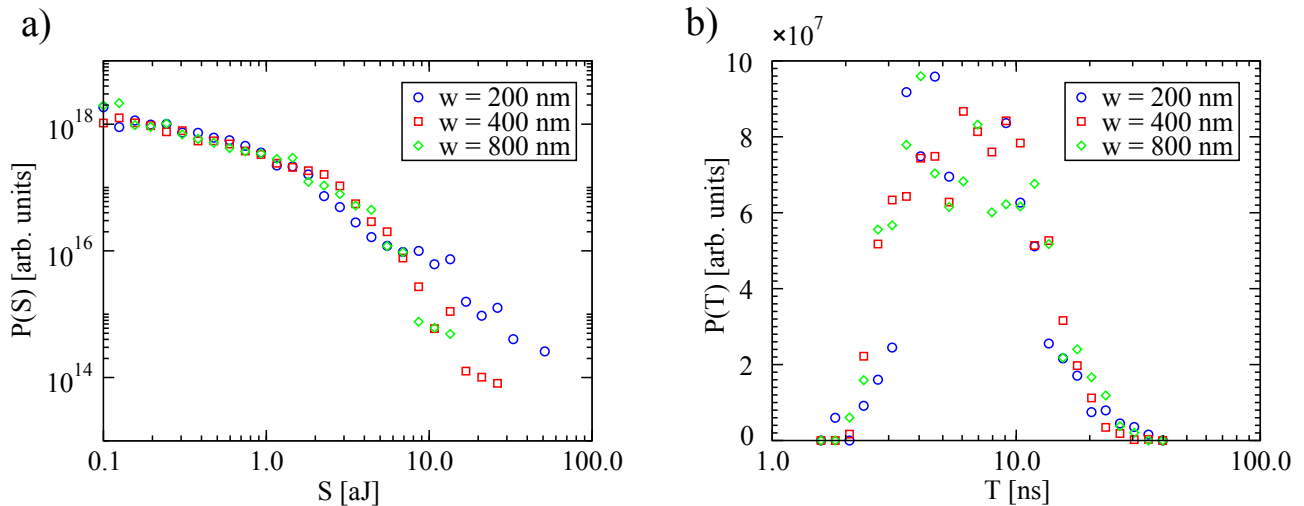 a)
P(S) [arb. units]
10^18
10^16
10^14
0.1
1.0
10.0
100.0
S [aJ]
w = 200 nm
w = 400 nm
w = 800 nm
b)
×10^7
P(T) [arb. units]
10
8
6
4
2
0
1.0
10.0
100.0
T [ns]
w = 200 nm
w = 400 nm
w = 800 nm